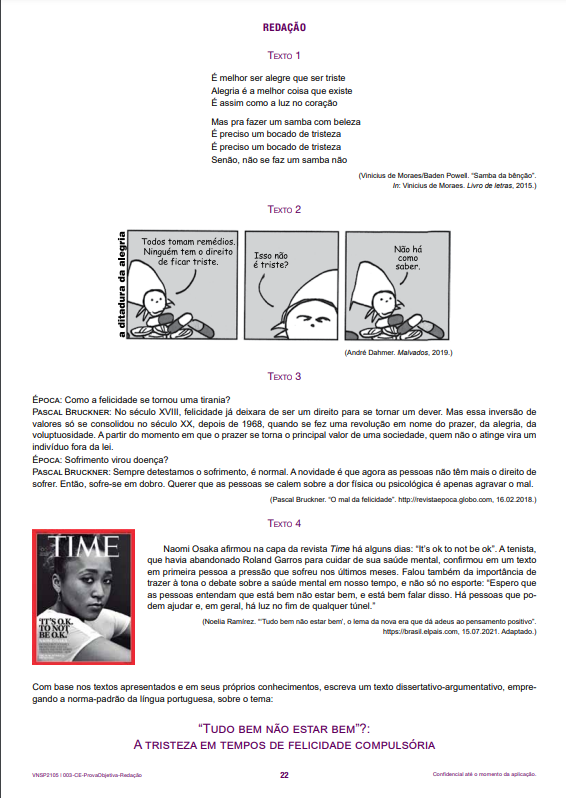 REDAÇÃO
TEXTO 1
É melhor ser alegre que ser triste
Alegria é a melhor coisa que existe
É assim como a luz no coração
Mas pra fazer um samba com beleza
É preciso um bocado de tristeza
É preciso um bocado de tristeza
Senão, não se faz um samba não
(Vinicius de Moraes/Baden Powell. “Samba da bênção”.
In: Vinicius de Moraes. Livro de letras, 2015.)
TEXTO 2
a ditadura da alegria
Todos tomam remédios.
Ninguém tem o direito
de ficar triste.
Isso não
é triste?
Não há
como
saber.
(André Dahmer. Malvados, 2019.)
TEXTO 3
ÉPOCA: Como a felicidade se tornou uma tirania?
PASCAL BRUCKNER: No século XVIII, felicidade já deixara de ser um direito para se tornar um dever. Mas essa inversão de
valores só se consolidou no século XX, depois de 1968, quando se fez uma revolução em nome do prazer, da alegria, da
voluptuosidade. A partir do momento em que o prazer se torna o principal valor de uma sociedade, quem não o atinge vira um
indivíduo fora da lei.
ÉPOCA: Sofrimento virou doença?
PASCAL BRUCKNER: Sempre detestamos o sofrimento, é normal. A novidade é que agora as pessoas não têm mais o direito de
sofrer. Então, sofre-se em dobro. Querer que as pessoas se calem sobre a dor física ou psicológica é apenas agravar o mal.
(Pascal Bruckner. “O mal da felicidade”. http://revistaepoca.globo.com, 16.02.2018.)
TEXTO 4
TIME
‘IT’S O.K.
TO NOT
BE O.K.’
Naomi Osaka afirmou na capa da revista Time há alguns dias: “It’s ok to not be ok”. A tenista,
que havia abandonado Roland Garros para cuidar de sua saúde mental, confirmou em um texto
em primeira pessoa a pressão que sofreu nos últimos meses. Falou também da importância de
trazer à tona o debate sobre a saúde mental em nosso tempo, e não só no esporte: “Espero que
as pessoas entendam que está bem não estar bem, e está bem falar disso. Há pessoas que po-
dem ajudar e, em geral, há luz no fim de qualquer túnel.”
(Noelia Ramírez. “‘Tudo bem não estar bem’, o lema da nova era que dá adeus ao pensamento positivo”.
https://brasil.elpais.com, 15.07.2021. Adaptado.)
Com base nos textos apresentados e em seus próprios conhecimentos, escreva um texto dissertativo-argumentativo, empre-
gando a norma-padrão da língua portuguesa, sobre o tema:
“TUDO BEM NÃO ESTAR BEM”?:
A TRISTEZA EM TEMPOS DE FELICIDADE COMPULSÓRIA
VNSP2105 | 003-CE-ProvaObjetiva-Redação
22
Confidencial até o momento da aplicação.